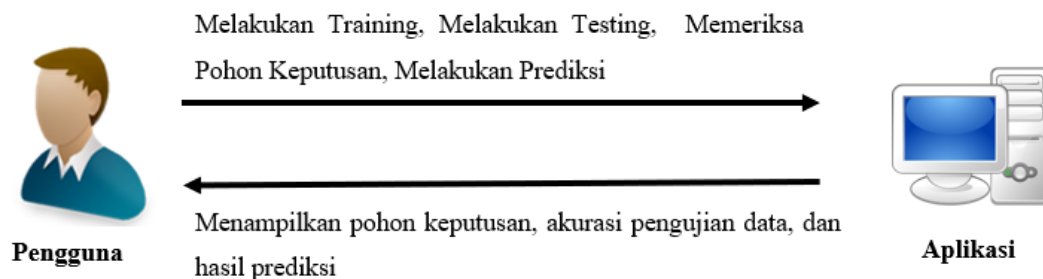 Melakukan Training, Melakukan Testing, Memeriksa
Pohon Keputusan, Melakukan Prediksi
Menampilkan pohon keputusan, akurasi pengujian data, dan
hasil prediksi
Pengguna
Aplikasi